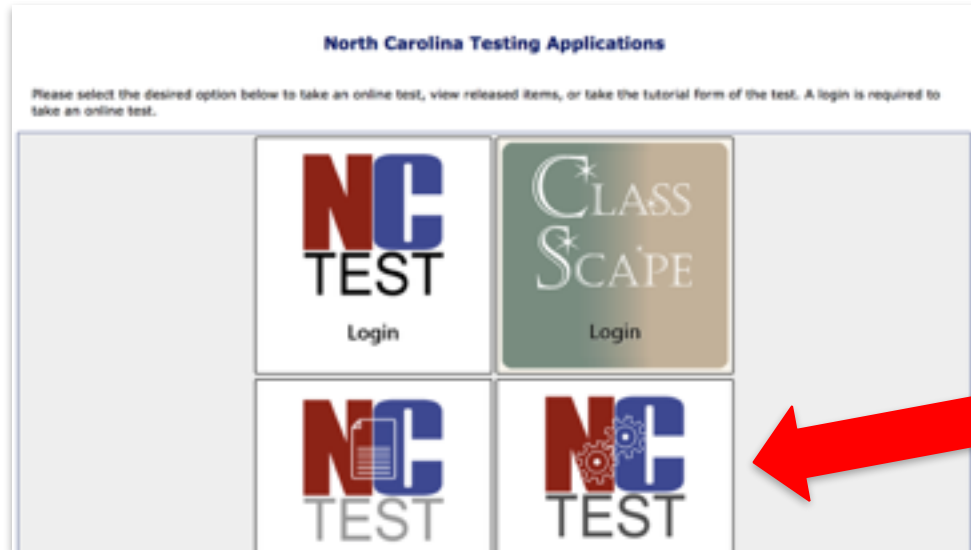 North Carolina Testing Applications
Please select the desired option below to take an online test, view released items, or take the tutorial form of the test. A login is required to
take an online test.
NC
TEST
Login
CLASS
SCAPE
Login
NC
TEST
NC
TEST